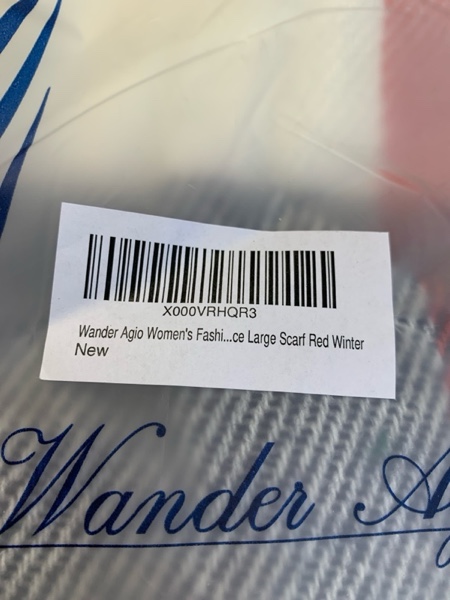 X000VRHQR3
Wander Agio Women's Fashi...ce Large Scarf Red Winter
New
Wander A